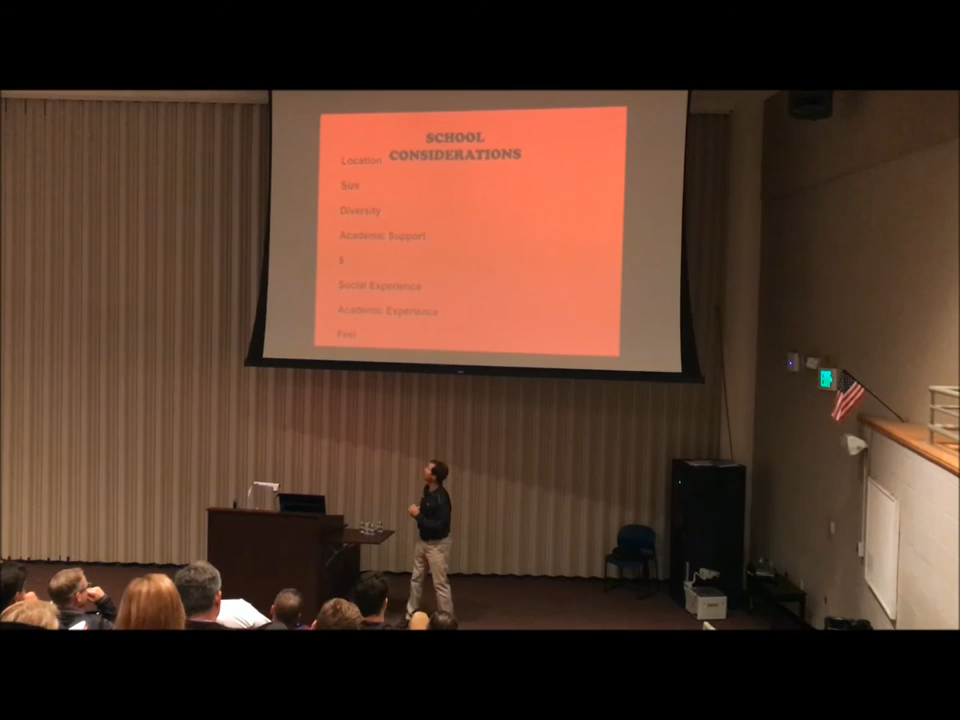 SCHOOL
CONSIDERATIONS
Location
Size
Diversity
Academic Support
Social Experience
Academic Experience
Feel